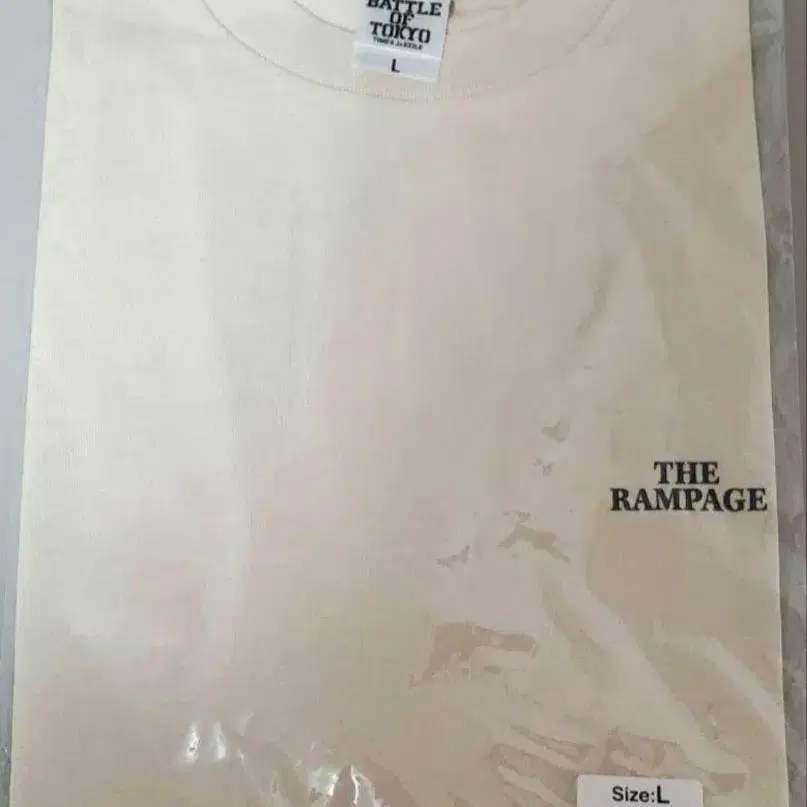 BATTLE
OF
TOKYO
L
THE
RAMPAGE
Size:L